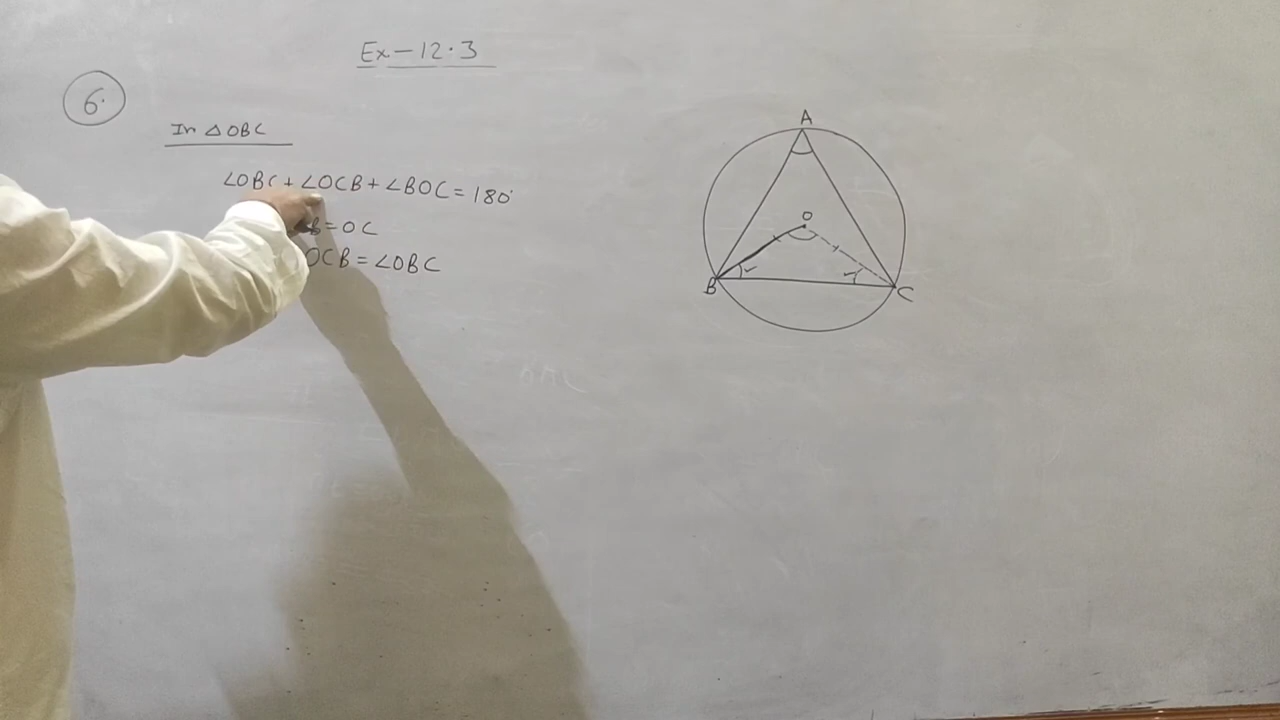 Ex-12.3
6.
In △OBC
∠OBC + ∠OCB + ∠BOC = 180°
B = OC
OCB = ∠OBC
A
O
B
C